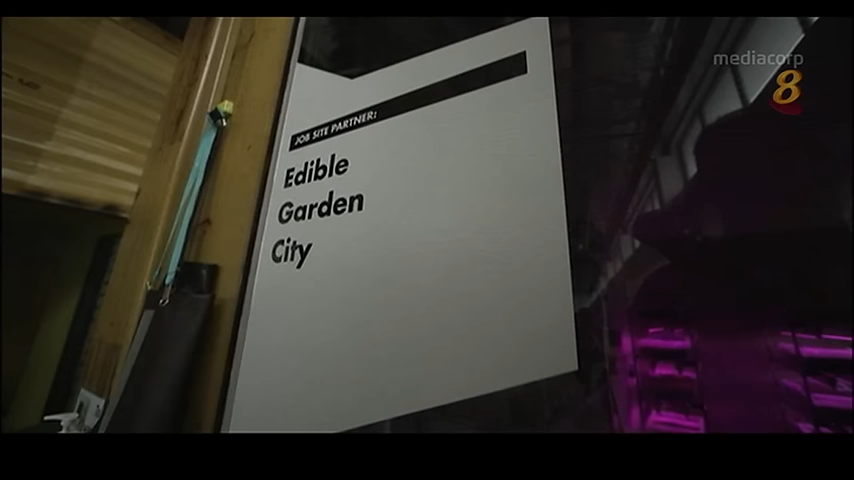 mediacorp
8
JOB SITE PARTNER:
Edible
Garden
City